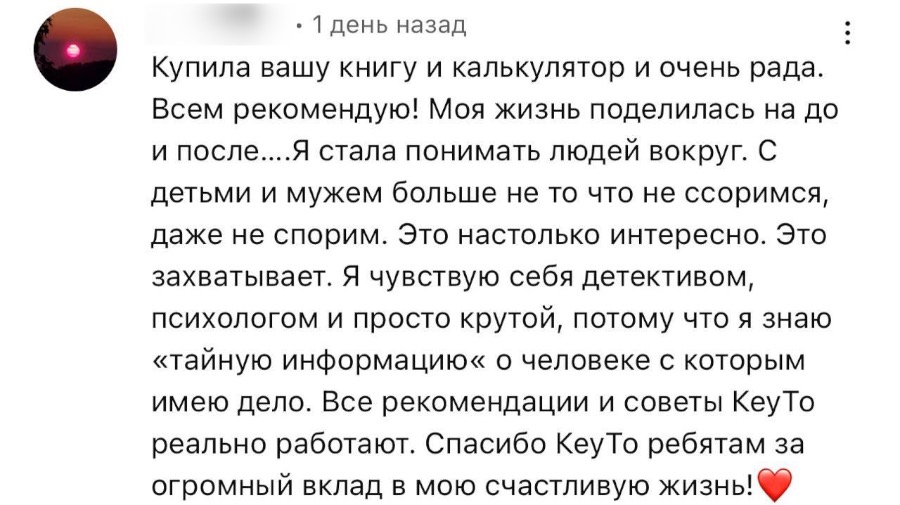 • 1 день назад
Купила вашу книгу и калькулятор и очень рада.
Всем рекомендую! Моя жизнь поделилась на до
и после....Я стала понимать людей вокруг. С
детьми и мужем больше не то что не ссоримся,
даже не спорим. Это настолько интересно. Это
захватывает. Я чувствую себя детективом,
психологом и просто крутой, потому что я знаю
«тайную информацию« о человеке с которым
имею дело. Все рекомендации и советы KeyTo
реально работают. Спасибо KeyTo ребятам за
огромный вклад в мою счастливую жизнь!❤️